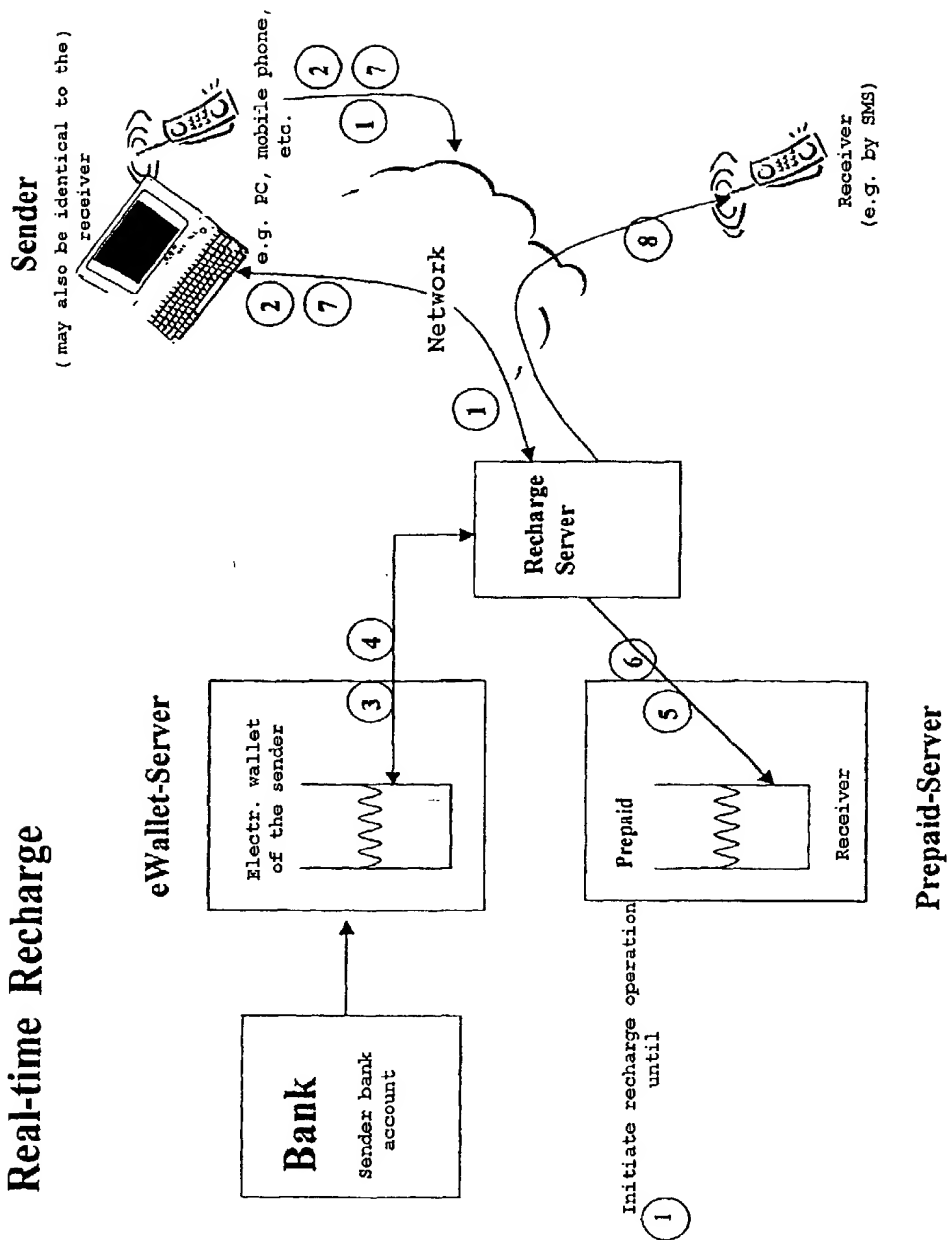 Real-time Recharge
Sender
(may also be identical to the)
receiver
e.g. PC, mobile phone,
etc.
2
7
1
2
7
Network
1
8
Receiver
(e.g. by SMS)
eWallet-Server
Electr. wallet
of the sender
3
4
Recharge
Server
Bank
Sender bank
account
6
5
Prepaid
Receiver
Prepaid-Server
1
Initiate recharge operation
until